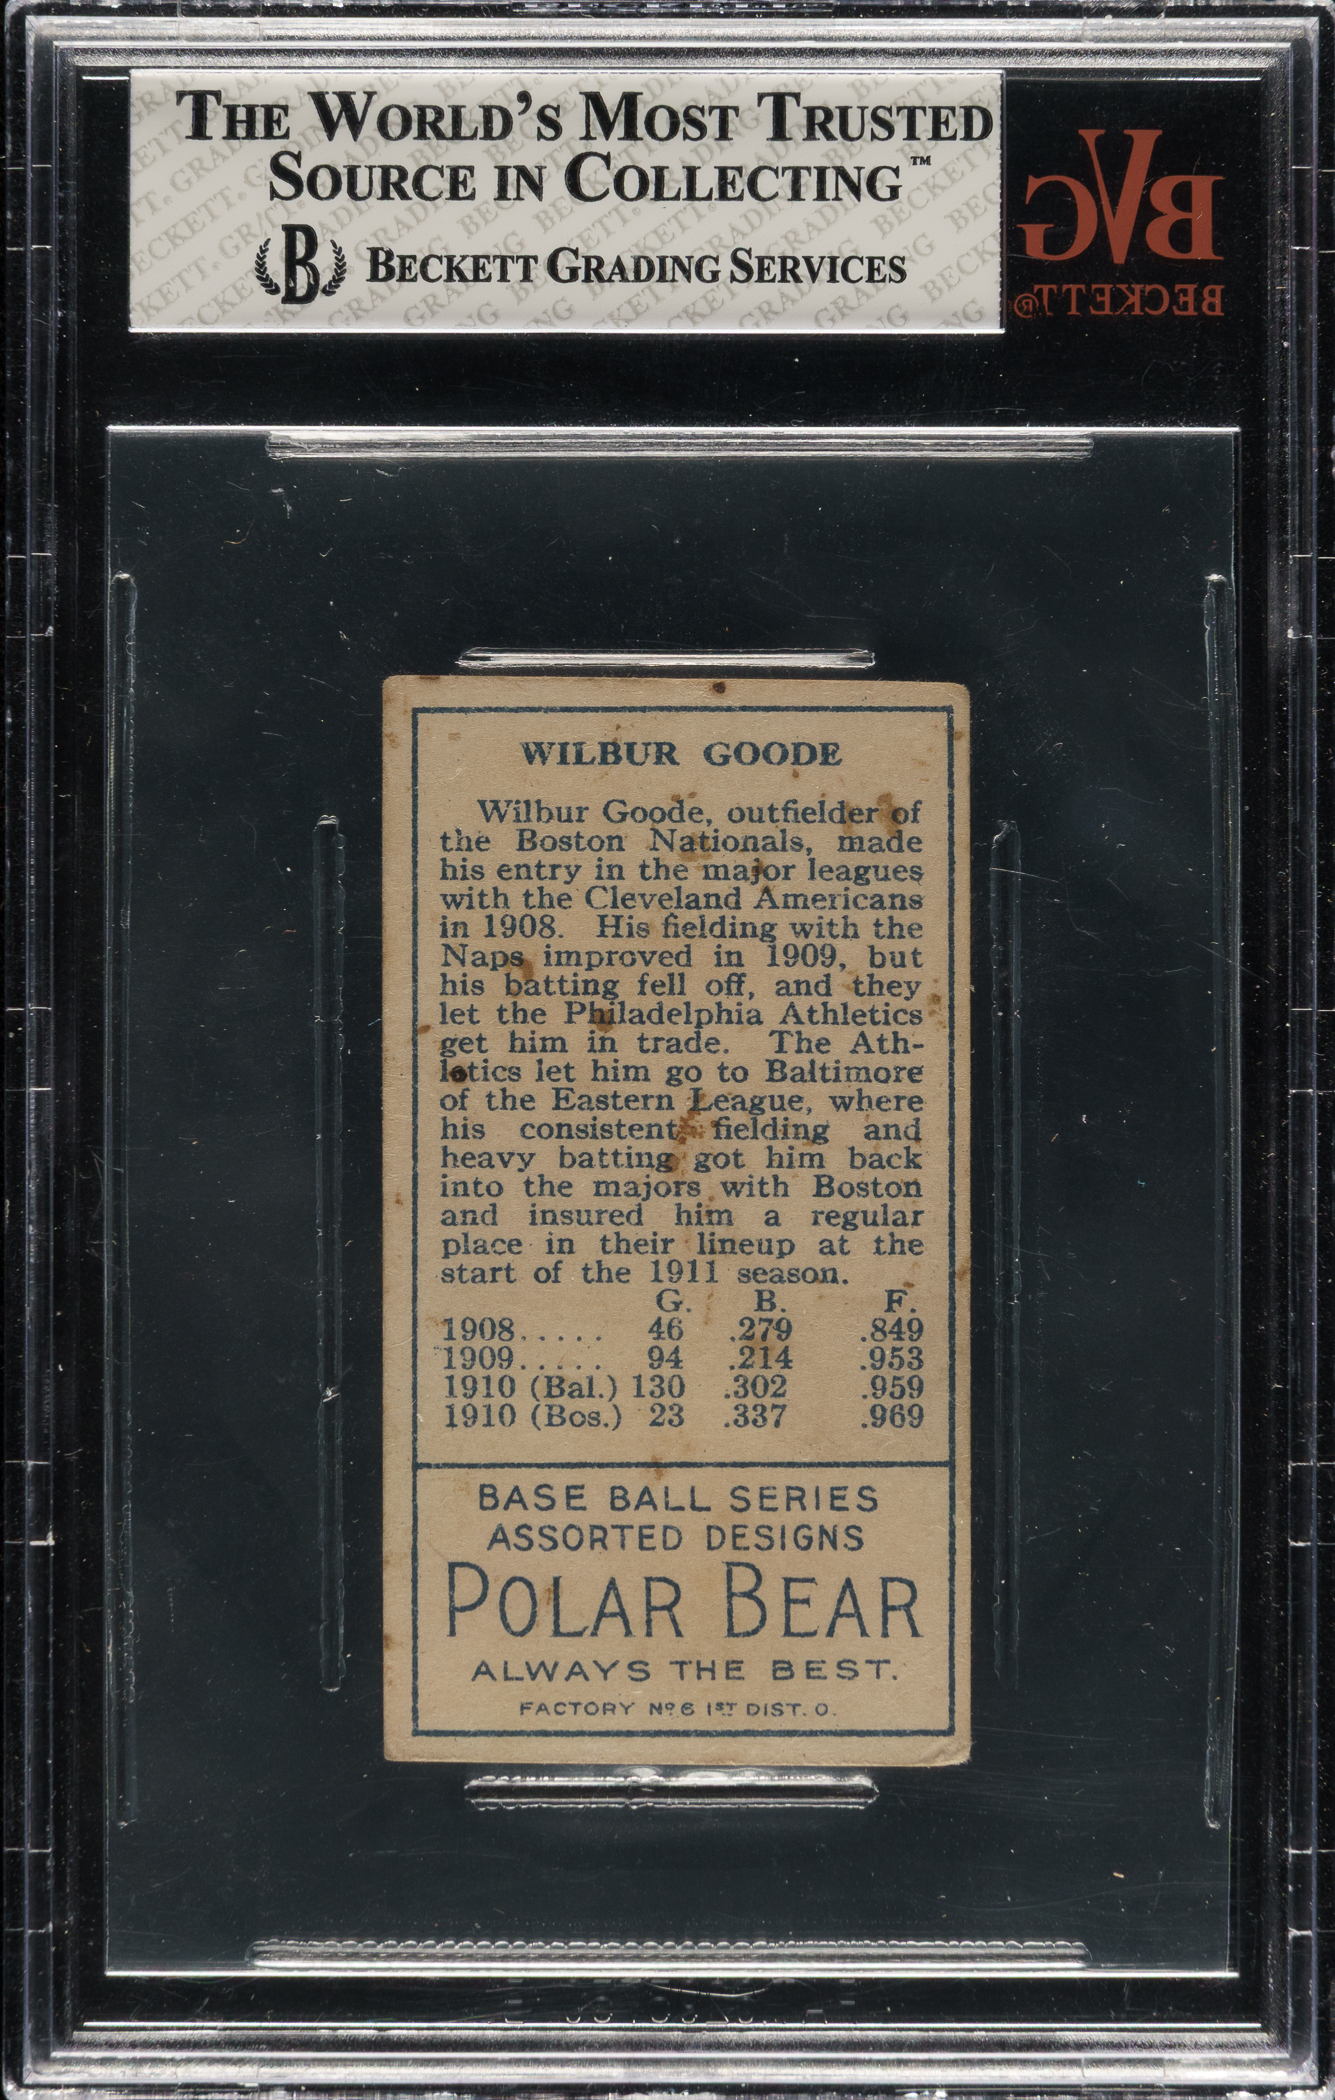 THE WORLD'S MOST TRUSTED
SOURCE IN COLLECTING™
B BECKETT GRADING SERVICES
BVG
BECKETT®
WILBUR GOODE
Wilbur Goode, outfielder of
the Boston Nationals, made
his entry in the major leagues
with the Cleveland Americans
in 1908. His fielding with the
Naps improved in 1909, but
his batting fell off, and they
let the Philadelphia Athletics
get him in trade. The Ath-
letics let him go to Baltimore
of the Eastern League, where
his consistent fielding and
heavy batting got him back
into the majors with Boston
and insured him a regular
place in their lineup at the
start of the 1911 season.
G. B. F.
1908..... 46 .279 .849
1909..... 94 .214 .953
1910 (Bal.) 130 .302 .959
1910 (Bos.) 23 .337 .969
BASE BALL SERIES
ASSORTED DESIGNS
POLAR BEAR
ALWAYS THE BEST.
FACTORY Nº 6 1ST DIST. O.